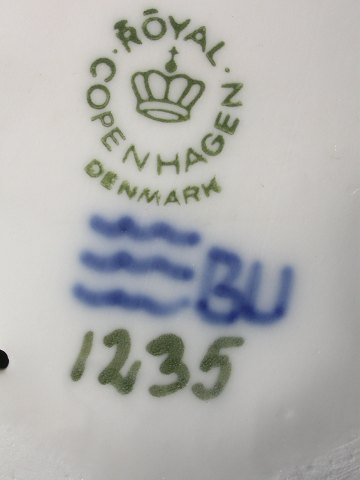 ROYAL
COPENHAGEN
DENMARK
BU
1235